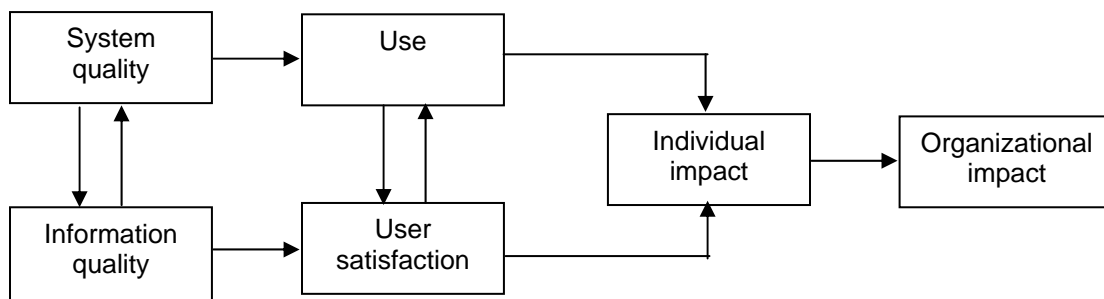 System
quality
Use
Individual
impact
Organizational
impact
Information
quality
User
satisfaction